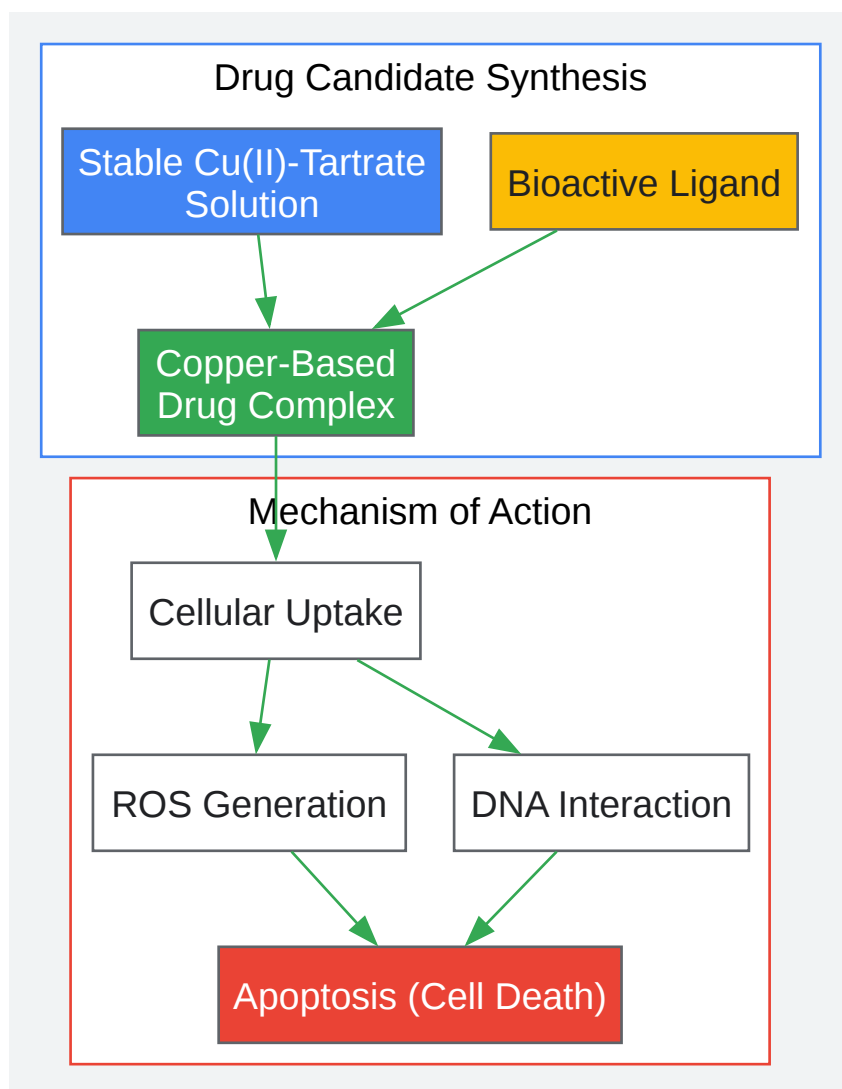 Drug Candidate Synthesis
Stable Cu(II)-Tartrate
Solution
Bioactive Ligand
Copper-Based
Drug Complex
Mechanism of Action
Cellular Uptake
ROS Generation
DNA Interaction
Apoptosis (Cell Death)